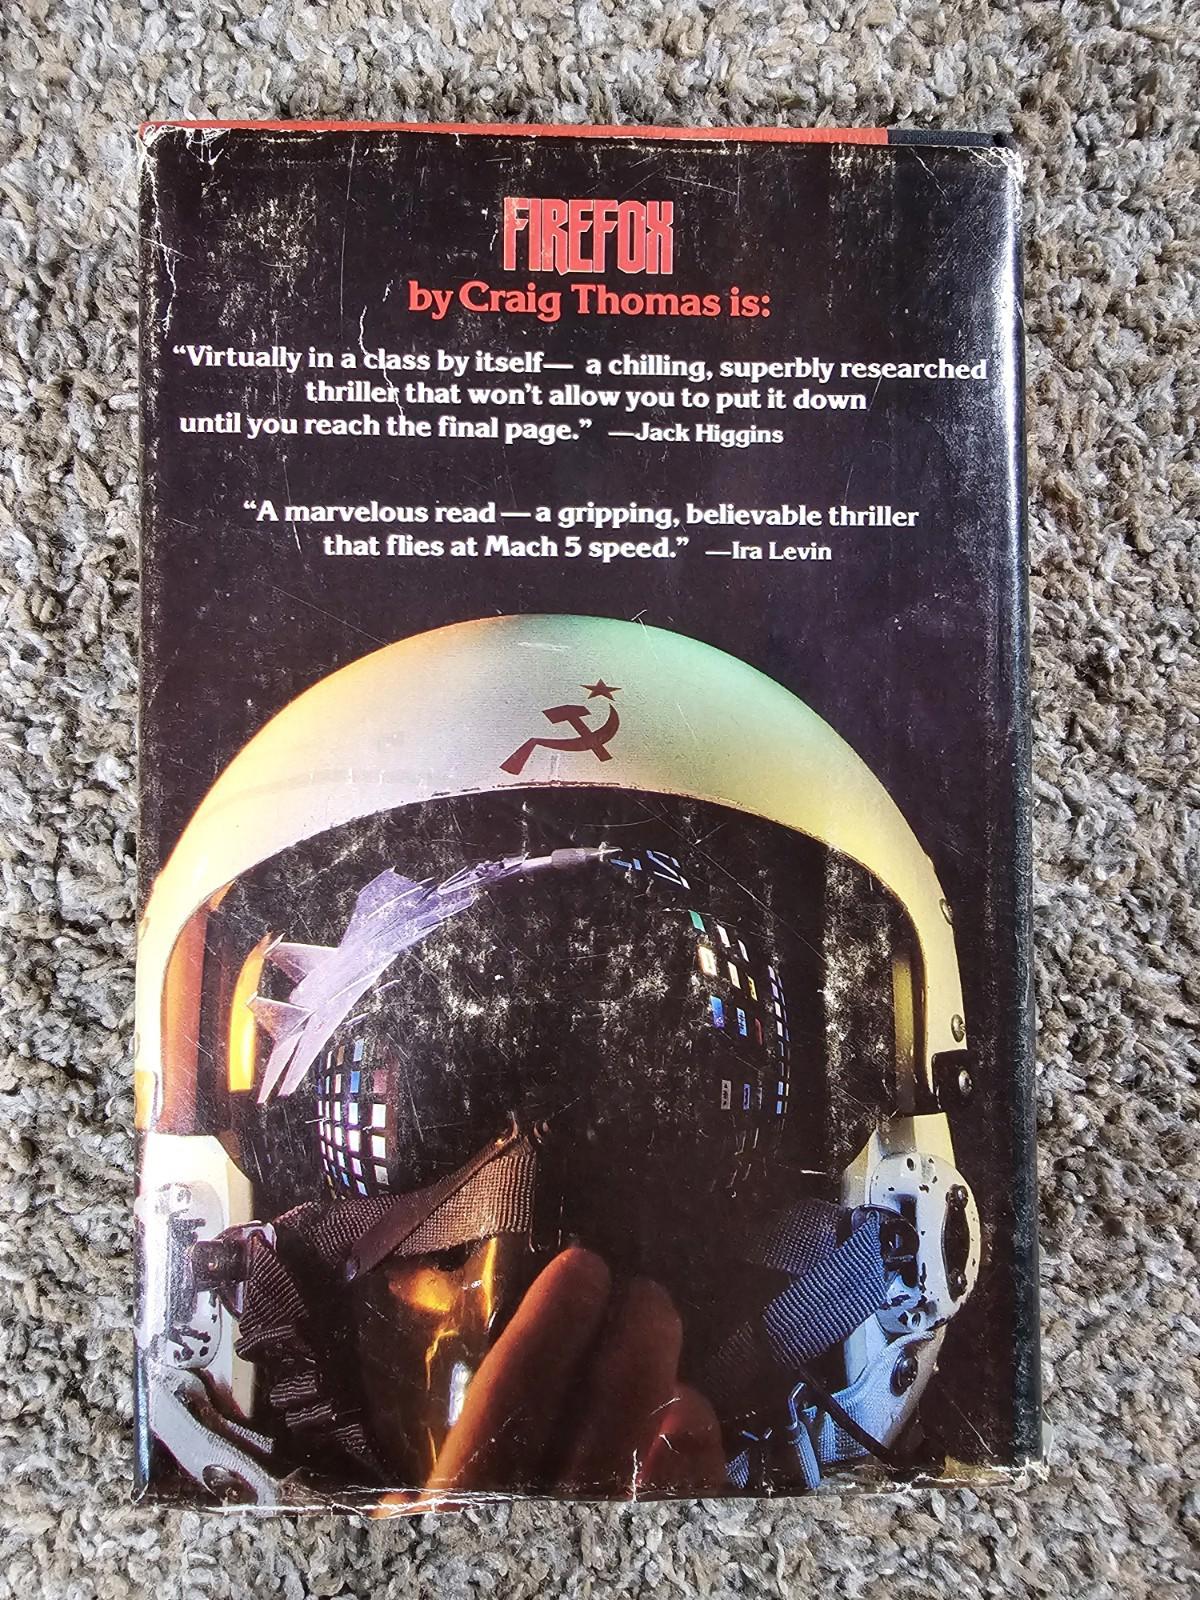 FIREFOX
by Craig Thomas is:
“Virtually in a class by itself— a chilling, superbly researched
thriller that won’t allow you to put it down
until you reach the final page.” —Jack Higgins
“A marvelous read—a gripping, believable thriller
that flies at Mach 5 speed.” —Ira Levin